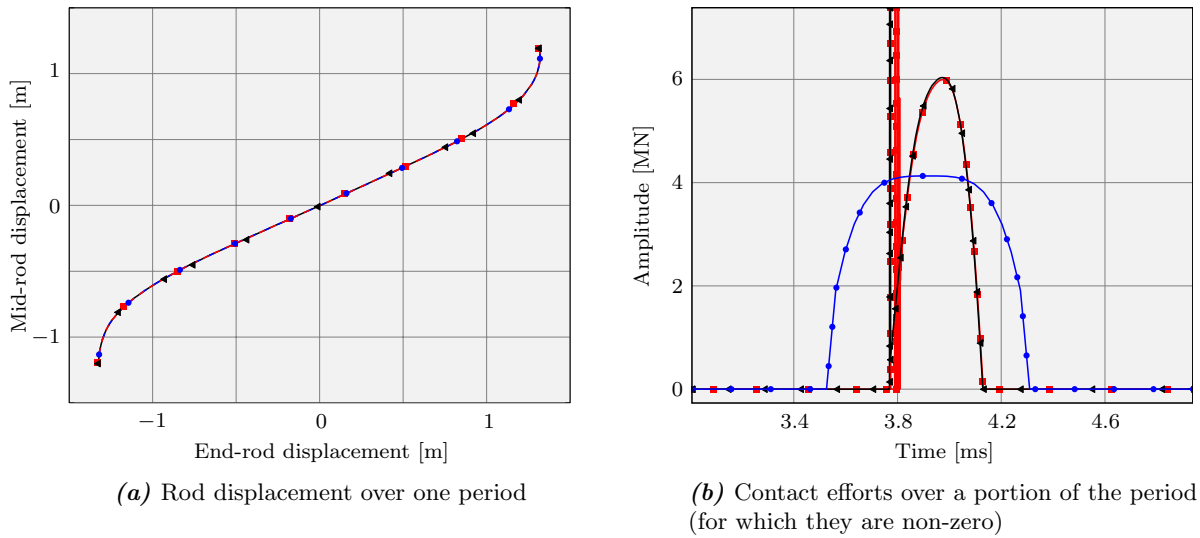 Mid-rod displacement [m]
1
0
−1
−1
0
1
End-rod displacement [m]
(a) Rod displacement over one period
Amplitude [MN]
6
4
2
0
3.4
3.8
4.2
4.6
Time [ms]
(b) Contact efforts over a portion of the period
(for which they are non-zero)